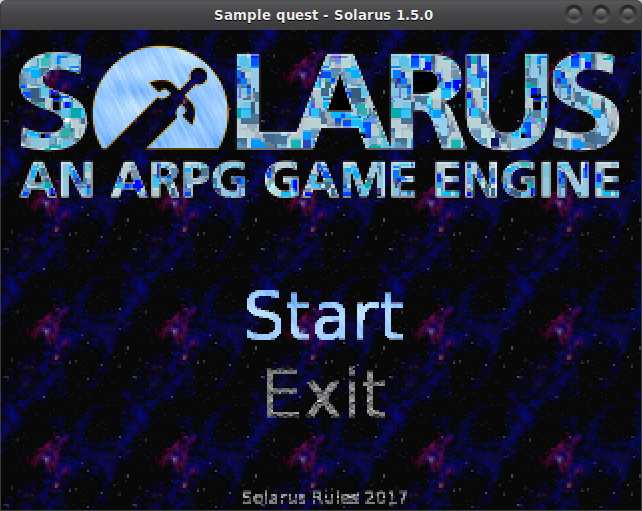 Sample quest - Solarus 1.5.0
SOLARUS
AN ARPG GAME ENGINE
Start
Exit
Solarus Rules 2017